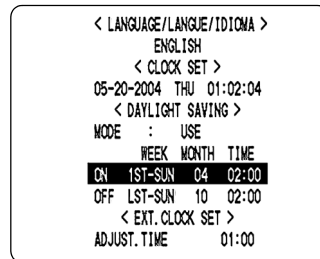 < LANGUAGE/LANGUE/IDIOMA >
ENGLISH
< CLOCK SET >
05-20-2004 THU 01:02:04
< DAYLIGHT SAVING >
MODE : USE
WEEK MONTH TIME
ON 1ST-SUN 04 02:00
OFF LST-SUN 10 02:00
< EXT.CLOCK SET >
ADJUST.TIME 01:00